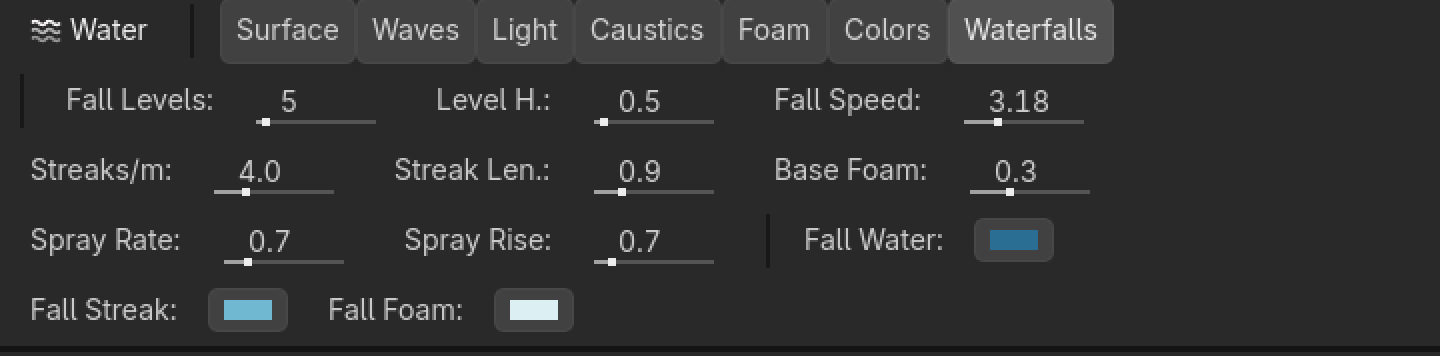 Water Surface Waves Light Caustics Foam Colors Waterfalls
Fall Levels: 5 Level H.: 0.5 Fall Speed: 3.18
Streaks/m: 4.0 Streak Len.: 0.9 Base Foam: 0.3
Spray Rate: 0.7 Spray Rise: 0.7 Fall Water:
Fall Streak: Fall Foam: